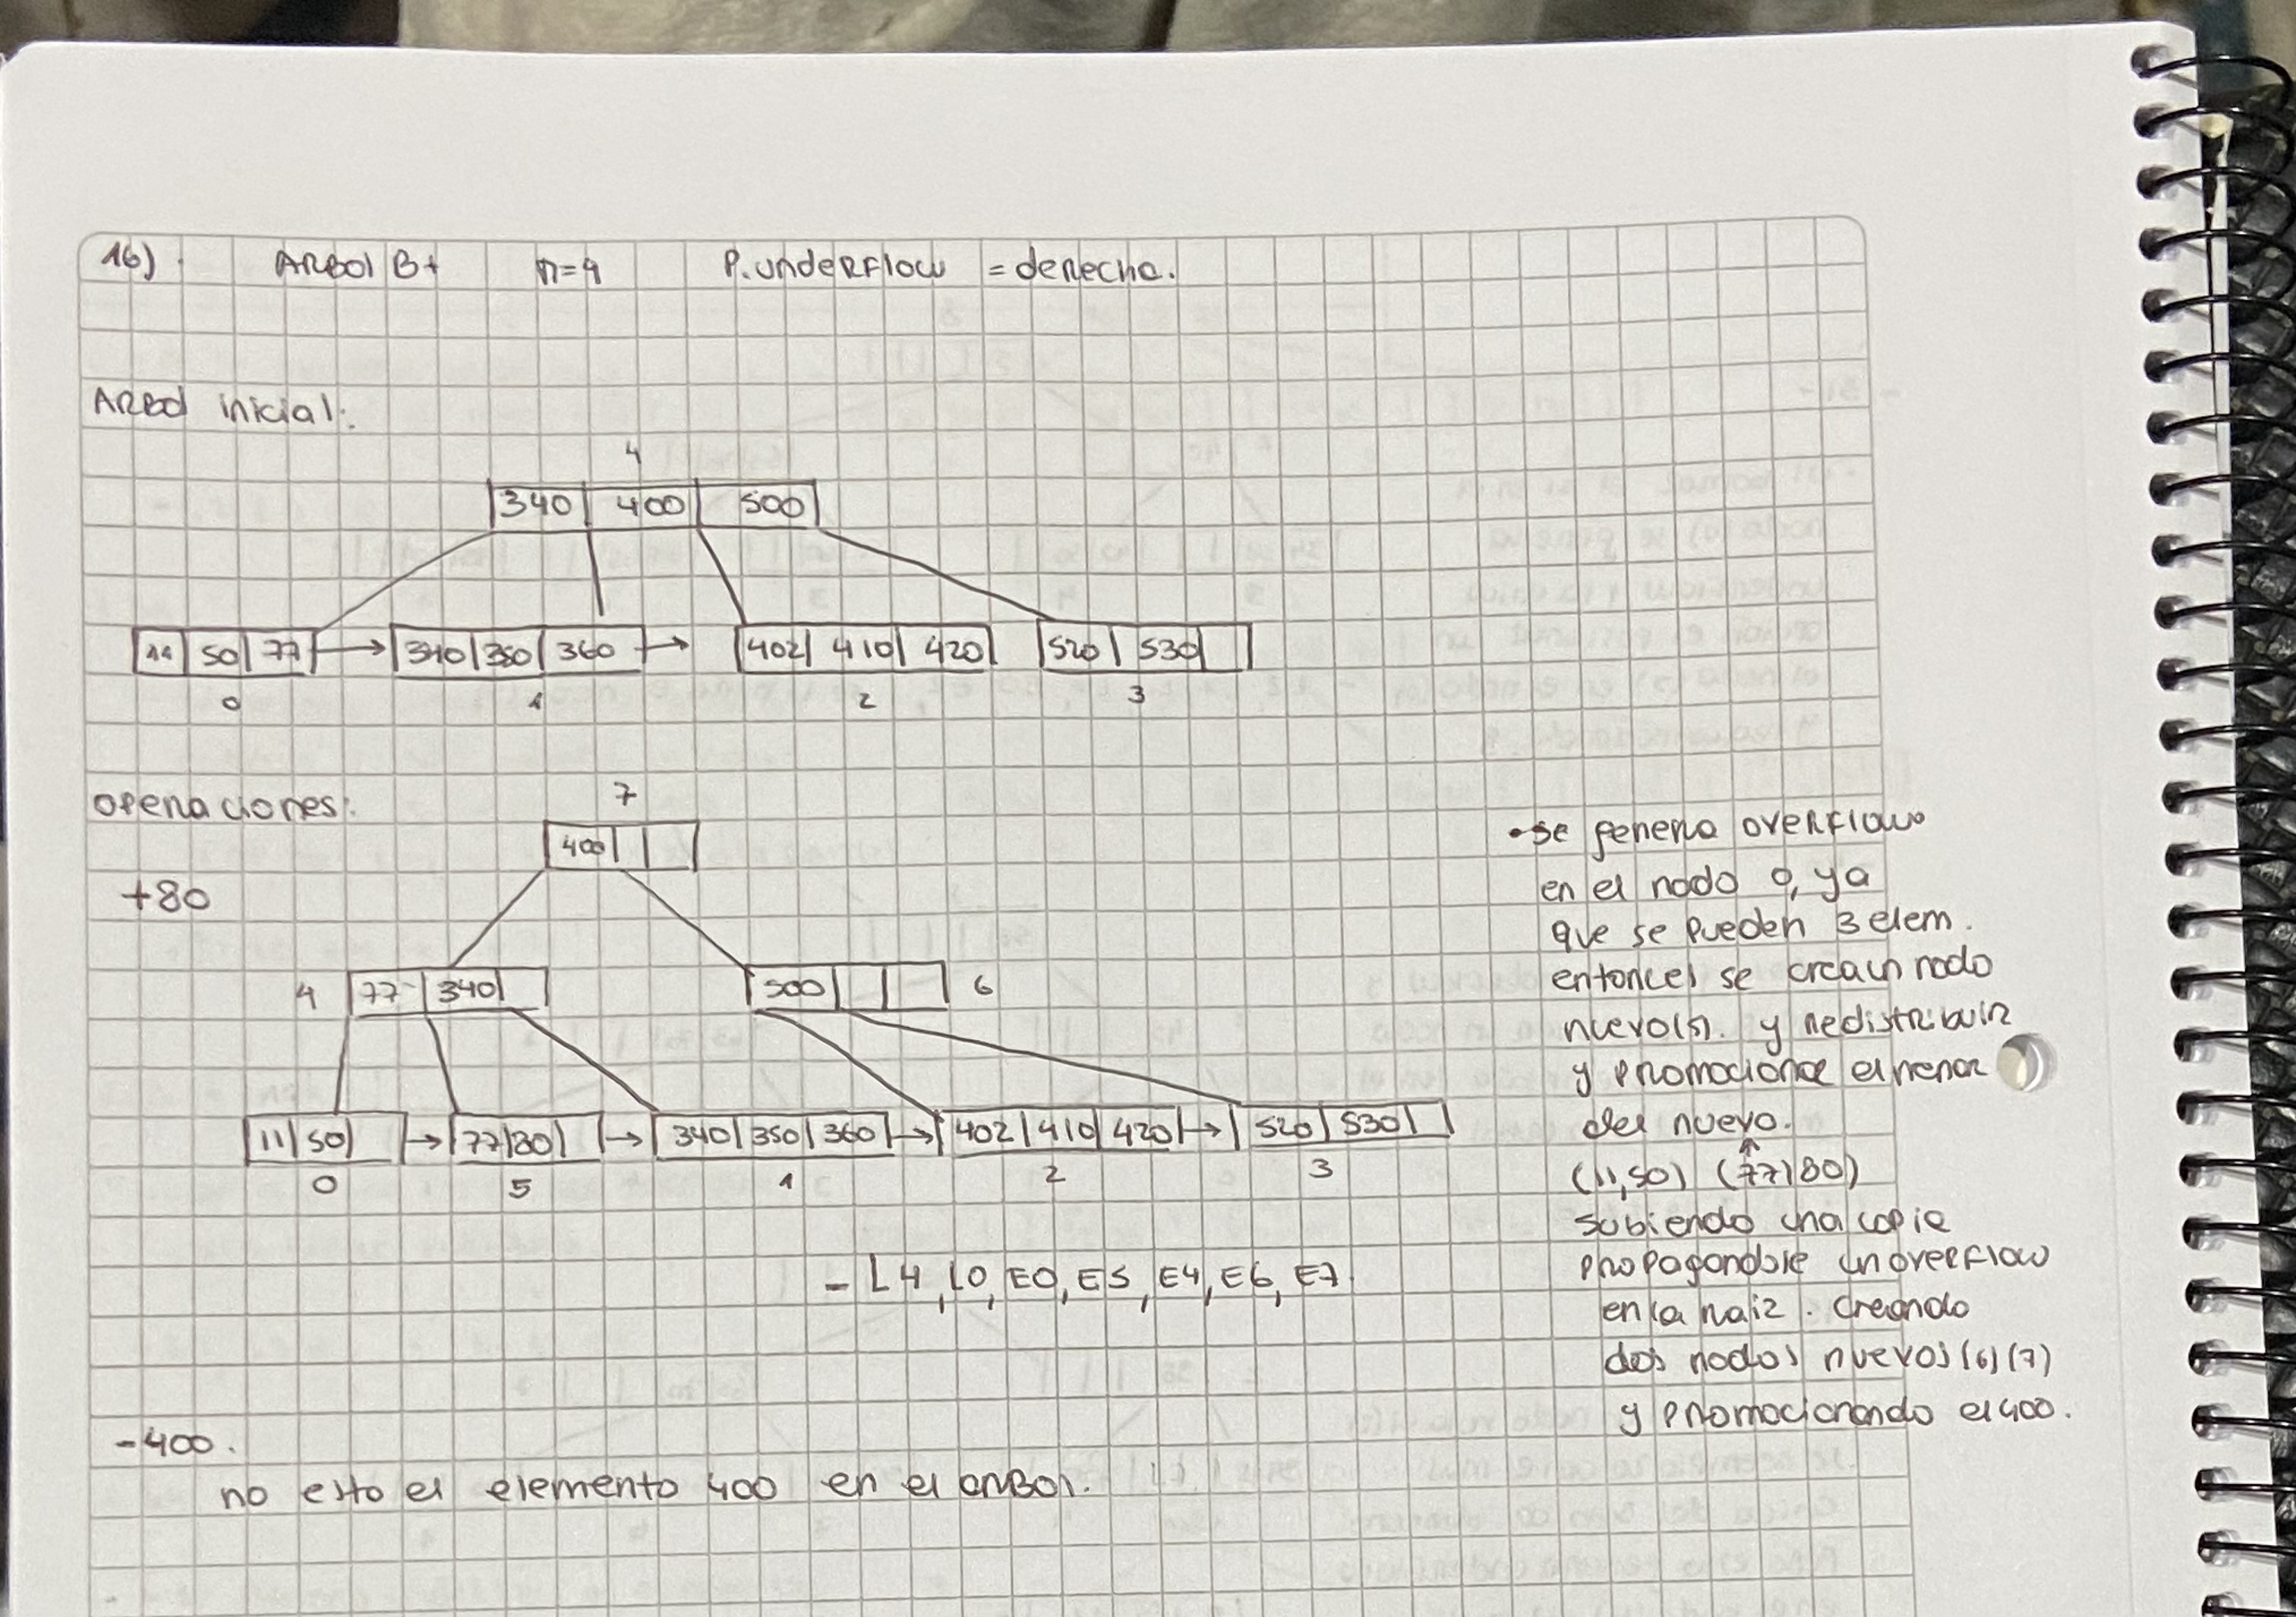 16) ARBOl B+ n=4 P.UNDERFlow = derecha.
ARBOl inicial:
4
340 400 500
11 50 77 340 350 360 402 410 420 520 530
0 1 2 3
operaciones:
7
400
+80
4 77 340 500 6
11 50 77 80 340 350 360 402 410 420 520 530
0 5 1 2 3
- L4, L0, E0, E5, E4, E6, E7
•se genera overflow
en el nodo 0, ya
que se pueden 3 elem.
entonces se crea un nodo
nuevo(5). y redistribuir
y promociona el menor
del nuevo.
(11,50) (77,80)
subiendo una copia
propagandose un overflow
en la raiz. creando
dos nodos nuevos (6) (7)
y promocionando el 400.
-400.
no esta el elemento 400 en el ARBOl.